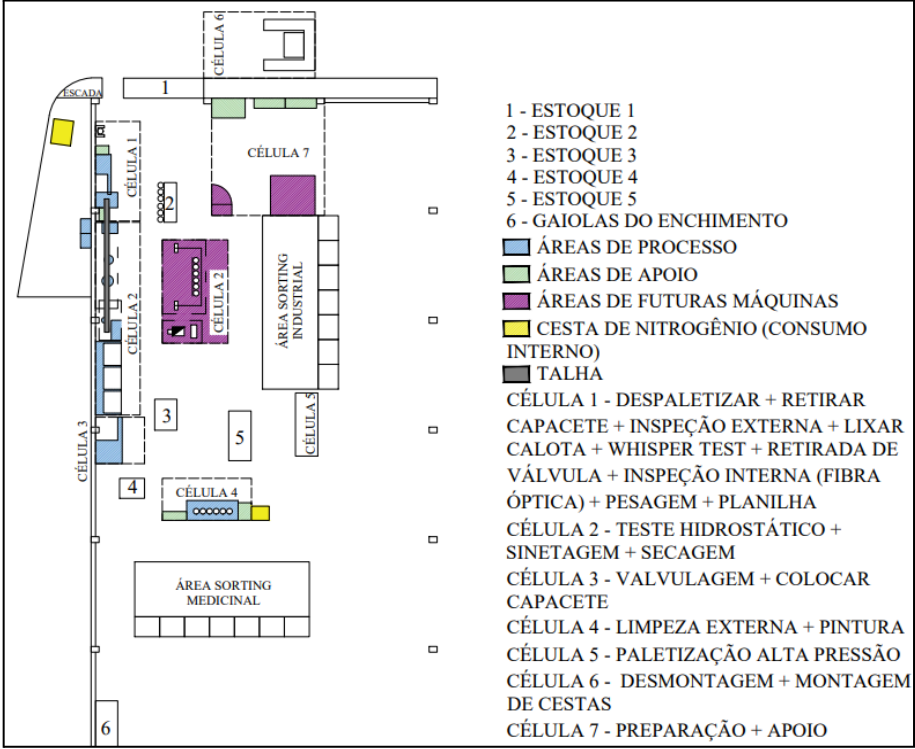 CÉLULA 6
ESCADA
1
CÉLULA 1
CÉLULA 7
2
CÉLULA 2
CÉLULA 2
ÁREA SORTING
INDUSTRIAL
3
5
CÉLULA 5
CÉLULA 3
4
CÉLULA 4
ÁREA SORTING
MEDICINAL
6
1 - ESTOQUE 1
2 - ESTOQUE 2
3 - ESTOQUE 3
4 - ESTOQUE 4
5 - ESTOQUE 5
6 - GAIOLAS DO ENCHIMENTO
ÁREAS DE PROCESSO
ÁREAS DE APOIO
ÁREAS DE FUTURAS MÁQUINAS
CESTA DE NITROGÊNIO (CONSUMO
INTERNO)
TALHA
CÉLULA 1 - DESPALETIZAR + RETIRAR
CAPACETE + INSPEÇÃO EXTERNA + LIXAR
CALOTA + WHISPER TEST + RETIRADA DE
VÁLVULA + INSPEÇÃO INTERNA (FIBRA
ÓPTICA) + PESAGEM + PLANILHA
CÉLULA 2 - TESTE HIDROSTÁTICO +
SINETAGEM + SECAGEM
CÉLULA 3 - VALVULAGEM + COLOCAR
CAPACETE
CÉLULA 4 - LIMPEZA EXTERNA + PINTURA
CÉLULA 5 - PALETIZAÇÃO ALTA PRESSÃO
CÉLULA 6 - DESMONTAGEM + MONTAGEM
DE CESTAS
CÉLULA 7 - PREPARAÇÃO + APOIO